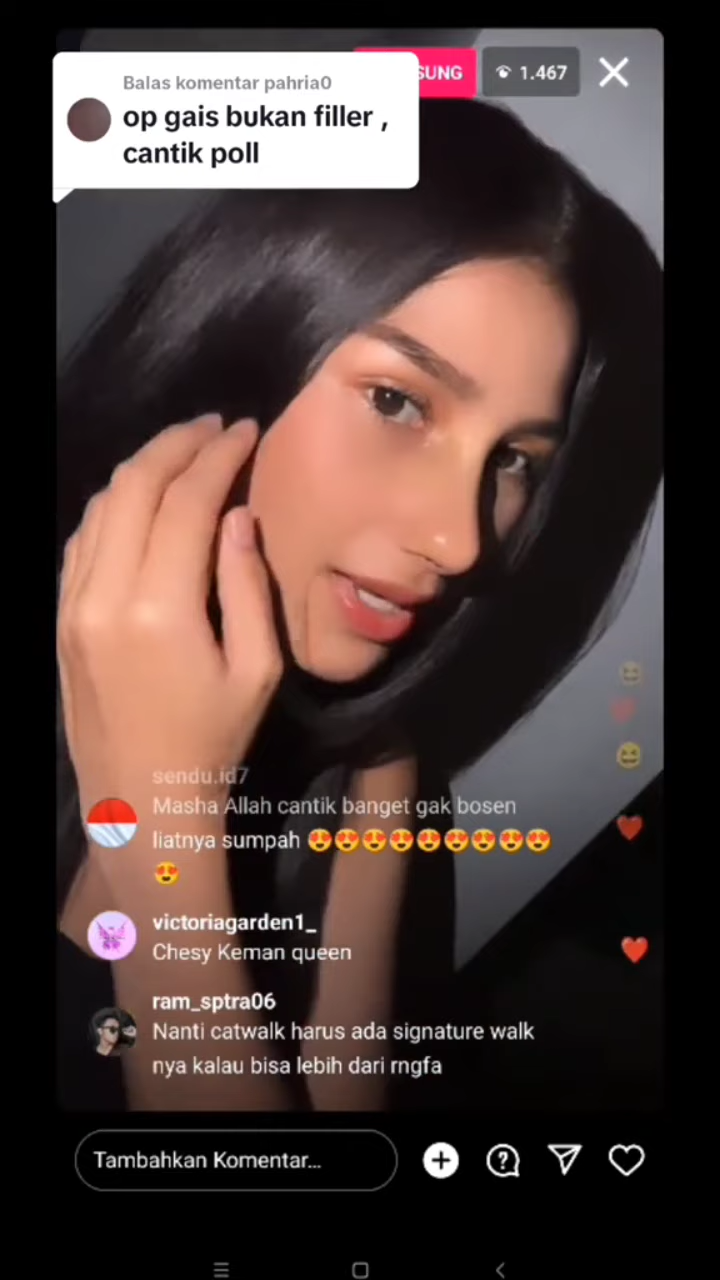 Balas komentar pahria0
op gais bukan filler ,
cantik poll
SUNG
1.467
sendu.id7
Masha Allah cantik banget gak bosen
liatnya sumpah 😍😍😍😍😍😍😍😍😍
😍
victoriagarden1_
Chesy Keman queen
ram_sptra06
Nanti catwalk harus ada signature walk
nya kalau bisa lebih dari rngfa
Tambahkan Komentar...